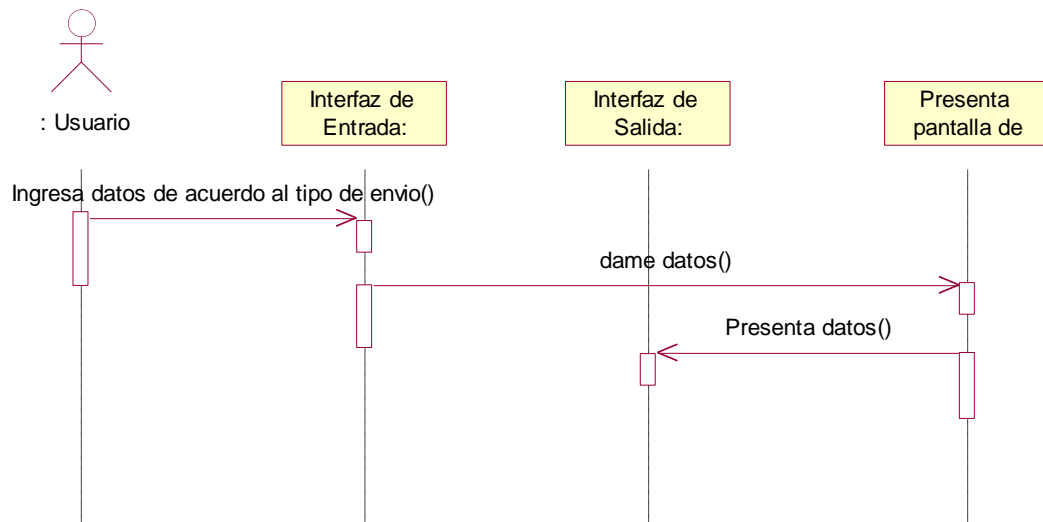 : Usuario
Interfaz de
Entrada:
Interfaz de
Salida:
Presenta
pantalla de
Ingresa datos de acuerdo al tipo de envio()
dame datos()
Presenta datos()